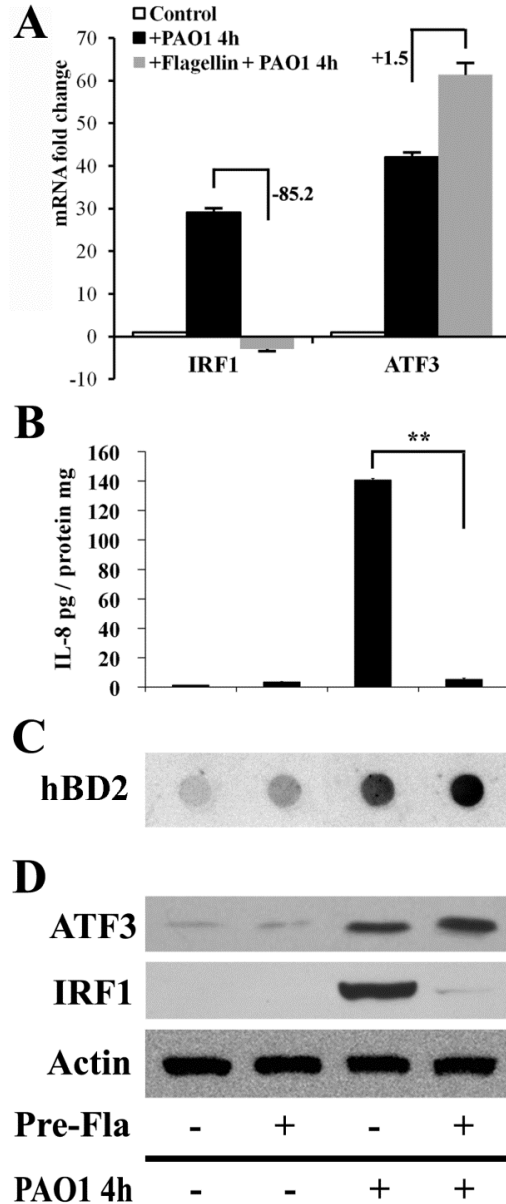 A
Control
+PAO1 4h
+Flagellin + PAO1 4h
mRNA fold change
70
60
50
40
30
20
10
0
-10
-85.2
+1.5
IRF1
ATF3
B
IL-8 pg / protein mg
160
140
120
100
80
60
40
20
0
**
C
hBD2
D
ATF3
IRF1
Actin
Pre-Fla - + - +
PAO1 4h - - + +